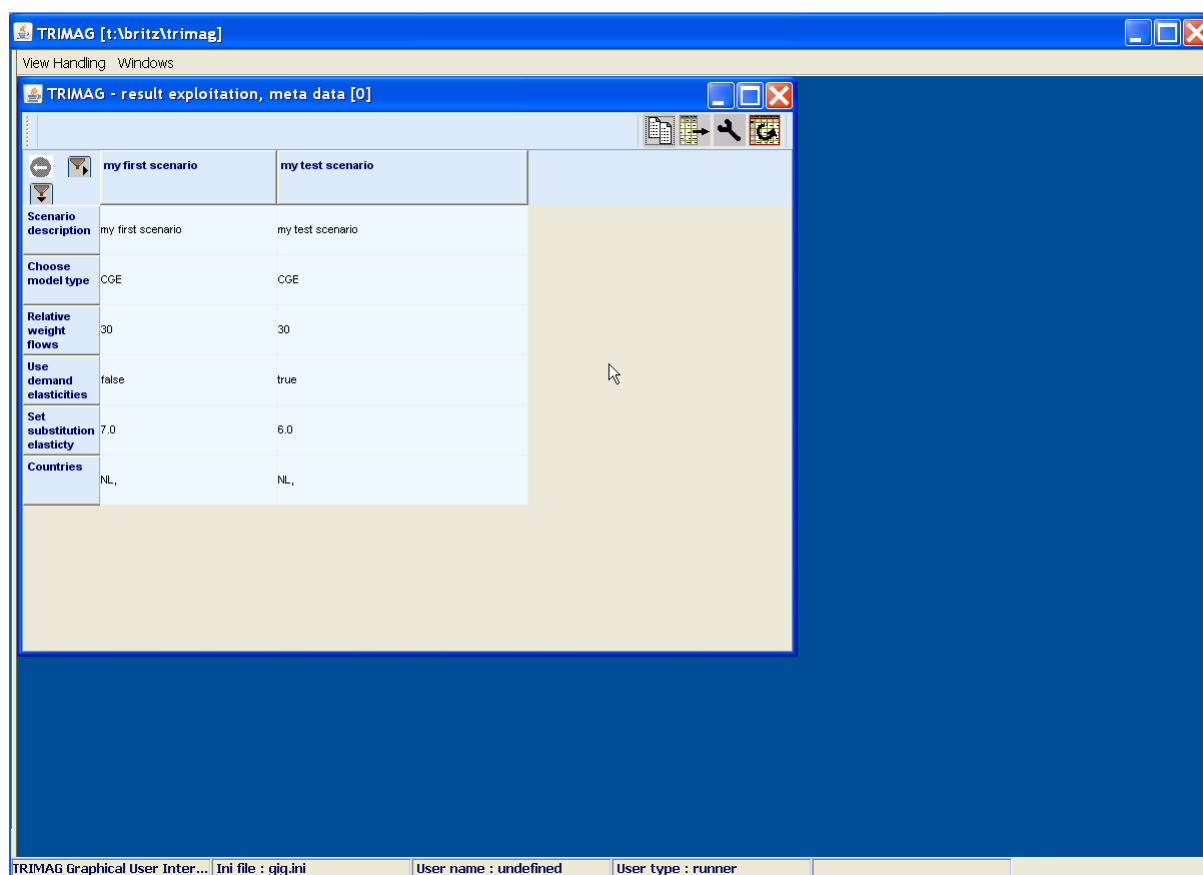 TRIMAG [t:\britz\trimag]
View Handling Windows
TRIMAG - result exploitation, meta data [0]
my first scenario my test scenario
Scenario
description my first scenario my test scenario
Choose
model type CGE CGE
Relative
weight 30 30
flows
Use
demand false true
elasticities
Set
substitution 7.0 6.0
elasticty
Countries
NL, NL,
TRIMAG Graphical User Inter... Ini file : gig.ini User name : undefined User type : runner